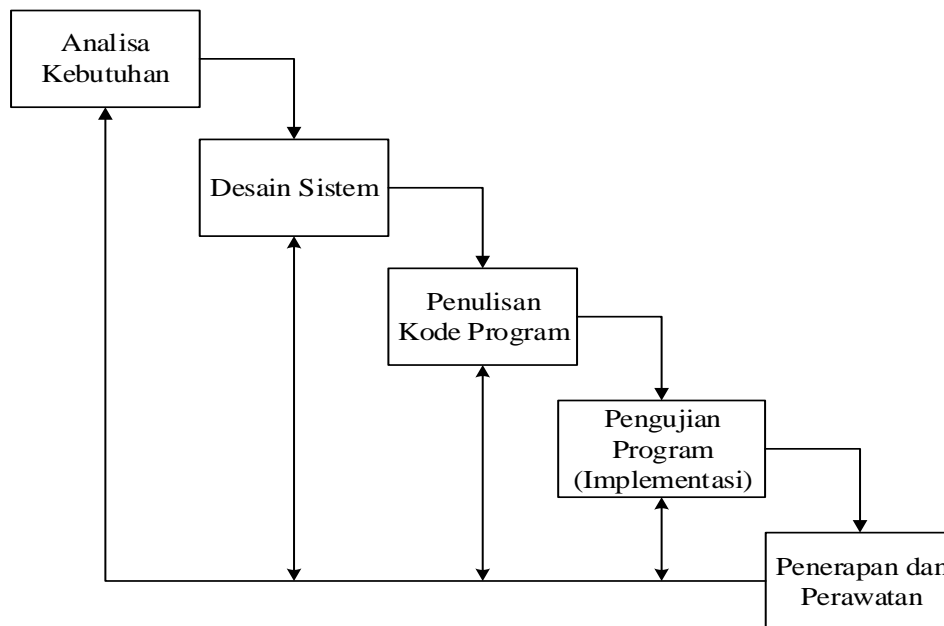 Analisa
Kebutuhan
Desain Sistem
Penulisan
Kode Program
Pengujian
Program
(Implementasi)
Penerapan dan
Perawatan